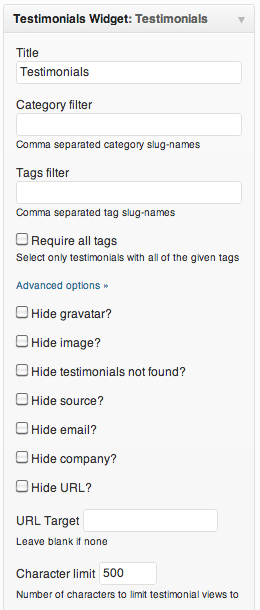 Testimonials Widget: Testimonials
Title
Testimonials
Category filter
Comma separated category slug-names
Tags filter
Comma separated tag slug-names
Require all tags
Select only testimonials with all of the given tags
Advanced options »
Hide gravatar?
Hide image?
Hide testimonials not found?
Hide source?
Hide email?
Hide company?
Hide URL?
URL Target
Leave blank if none
Character limit 500
Number of characters to limit testimonial views to